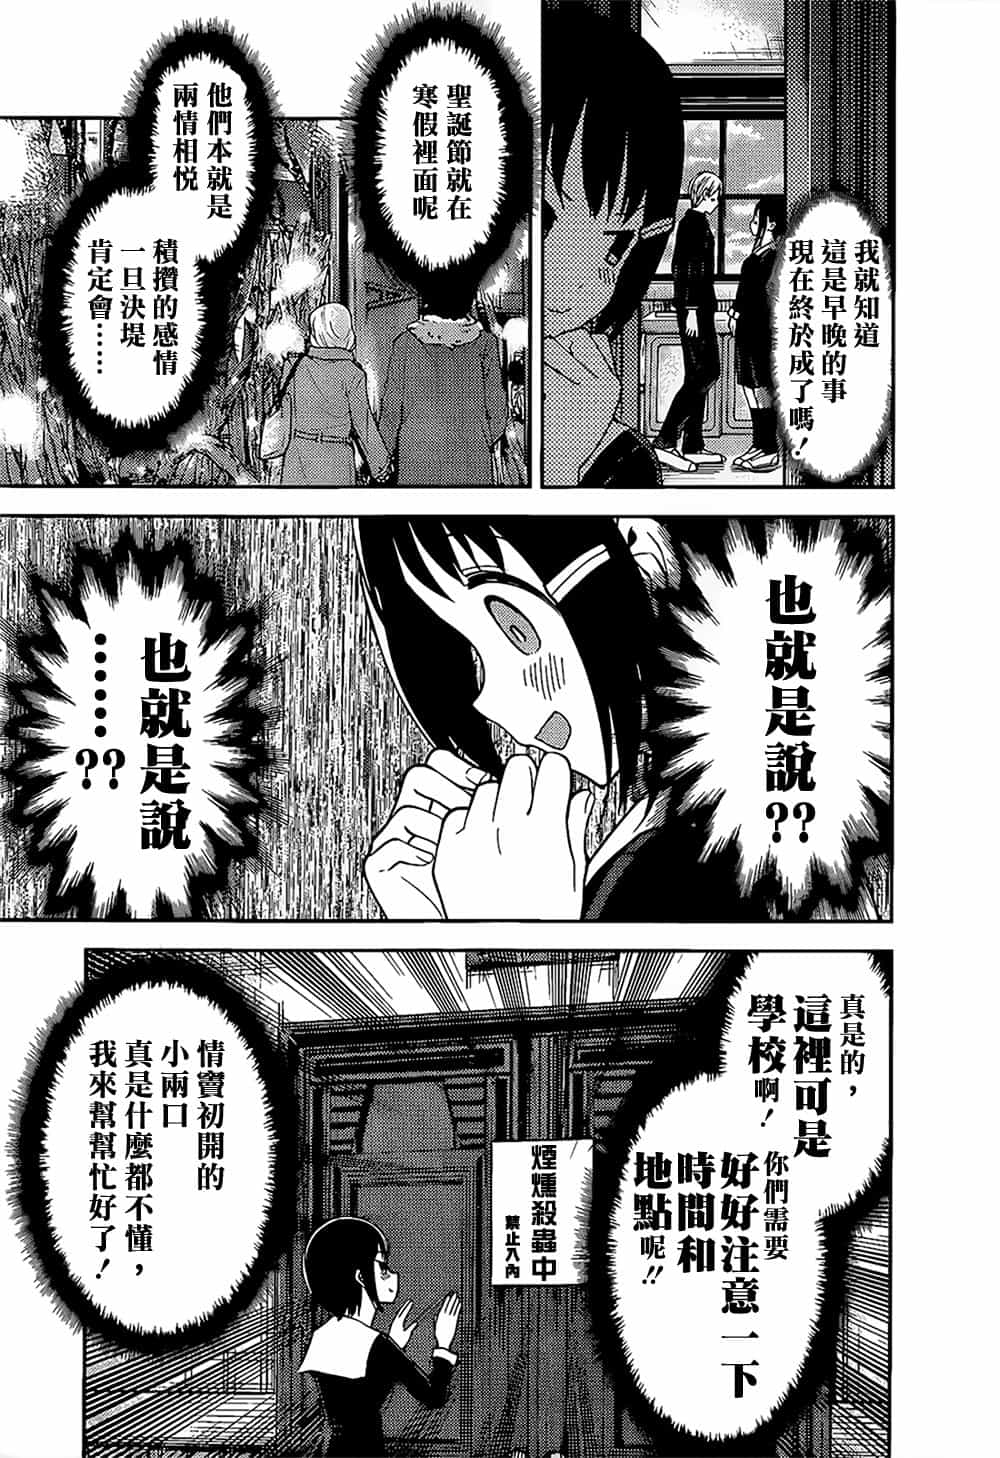 我就知道
這是早晚的事
現在終於成了嗎！
聖誕節就在
寒假裡面呢
他們本就是
兩情相悅
積攢的感情
一旦決堤
肯定會……
也就是說??
也就是說
……??
真是的，
這裡可是
學校啊！
你們需要
好好注意一下
時間和
地點呢!!
煙燻殺蟲中
禁止入內
情竇初開的
小兩口
真是什麼都不懂，
我來幫幫忙好了！